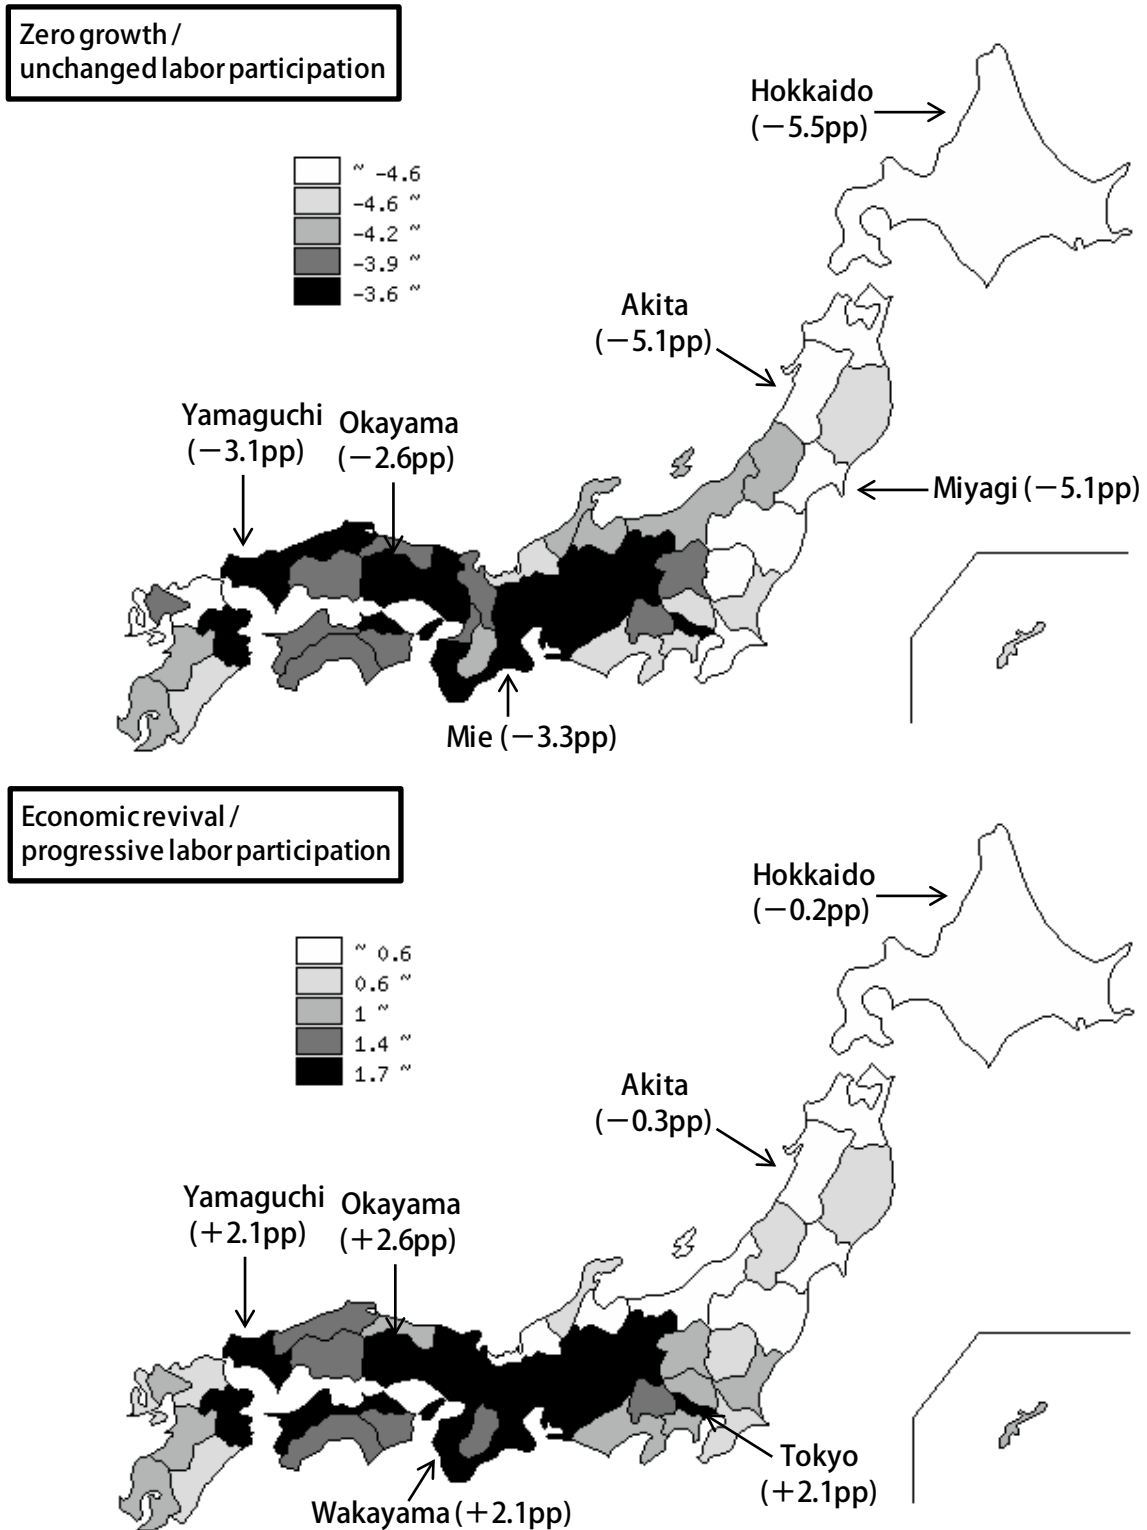 Zero growth /
unchanged labor participation
Hokkaido
(－5.5pp)
~ -4.6
-4.6 ~
-4.2 ~
-3.9 ~
-3.6 ~
Akita
(－5.1pp)
Yamaguchi
(－3.1pp)
Okayama
(－2.6pp)
Miyagi (－5.1pp)
Mie (－3.3pp)
Economic revival /
progressive labor participation
Hokkaido
(－0.2pp)
~ 0.6
0.6 ~
1 ~
1.4 ~
1.7 ~
Akita
(－0.3pp)
Yamaguchi
(＋2.1pp)
Okayama
(＋2.6pp)
Tokyo
(＋2.1pp)
Wakayama (＋2.1pp)